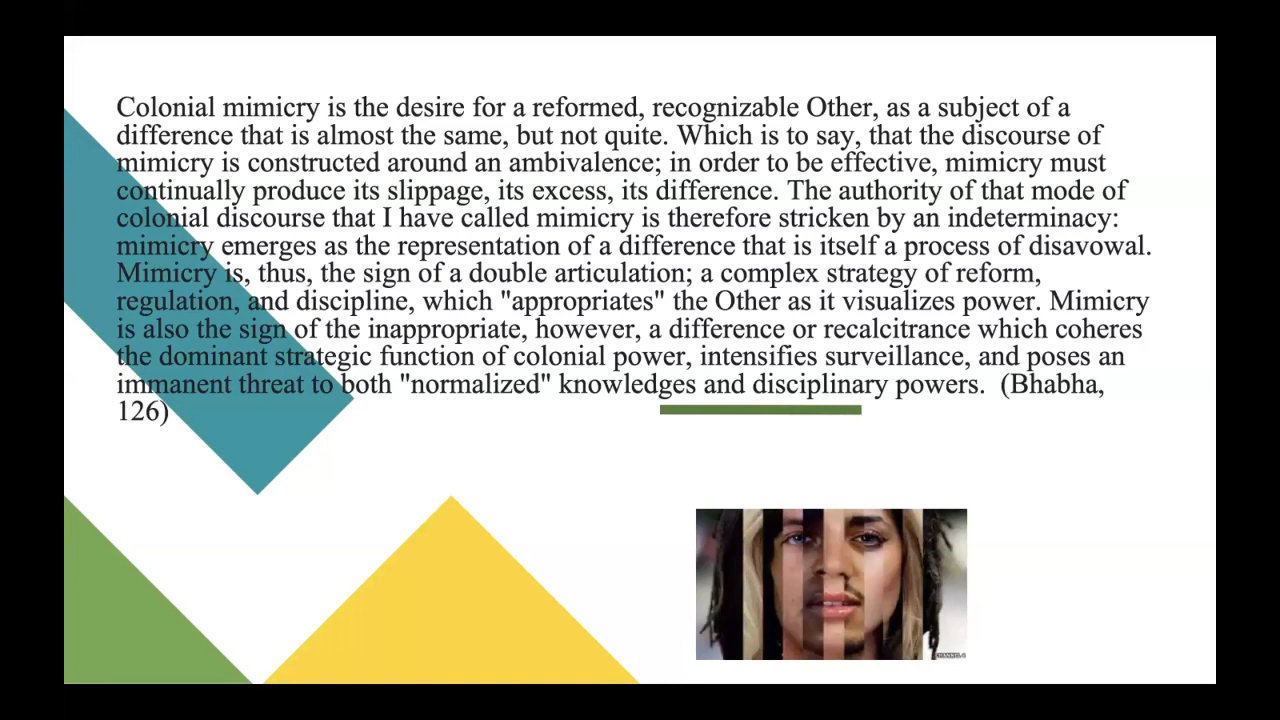 Colonial mimicry is the desire for a reformed, recognizable Other, as a subject of a
difference that is almost the same, but not quite. Which is to say, that the discourse of
mimicry is constructed around an ambivalence; in order to be effective, mimicry must
continually produce its slippage, its excess, its difference. The authority of that mode of
colonial discourse that I have called mimicry is therefore stricken by an indeterminacy:
mimicry emerges as the representation of a difference that is itself a process of disavowal.
Mimicry is, thus, the sign of a double articulation; a complex strategy of reform,
regulation, and discipline, which "appropriates" the Other as it visualizes power. Mimicry
is also the sign of the inappropriate, however, a difference or recalcitrance which coheres
the dominant strategic function of colonial power, intensifies surveillance, and poses an
immanent threat to both "normalized" knowledges and disciplinary powers.  (Bhabha,
126)